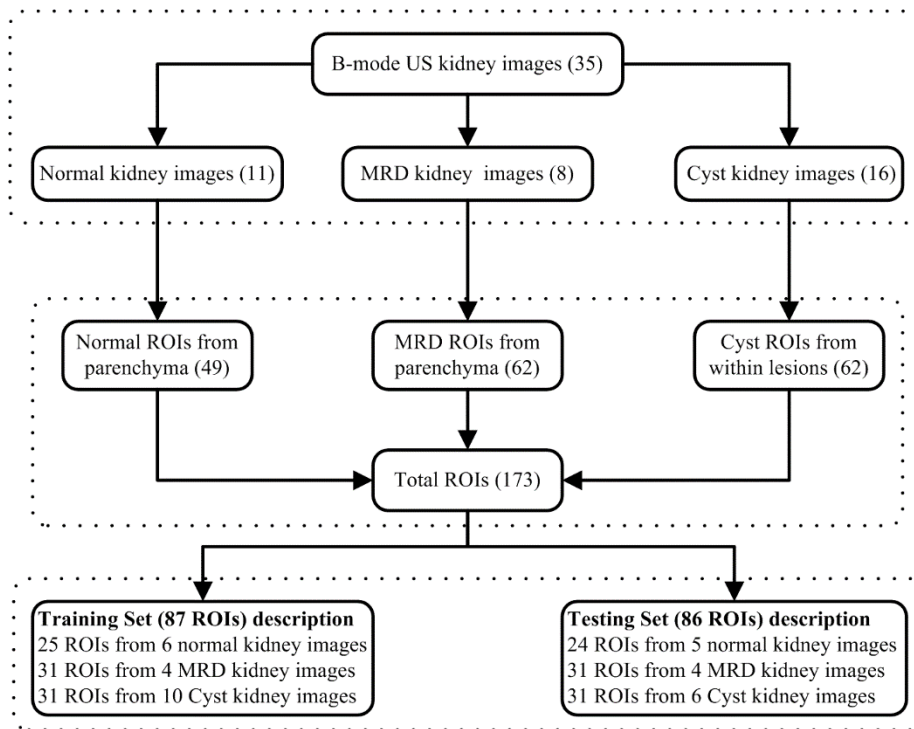 B-mode US kidney images (35)
Normal kidney images (11)
MRD kidney images (8)
Cyst kidney images (16)
Normal ROIs from
parenchyma (49)
MRD ROIs from
parenchyma (62)
Cyst ROIs from
within lesions (62)
Total ROIs (173)
Training Set (87 ROIs) description
25 ROIs from 6 normal kidney images
31 ROIs from 4 MRD kidney images
31 ROIs from 10 Cyst kidney images
Testing Set (86 ROIs) description
24 ROIs from 5 normal kidney images
31 ROIs from 4 MRD kidney images
31 ROIs from 6 Cyst kidney images